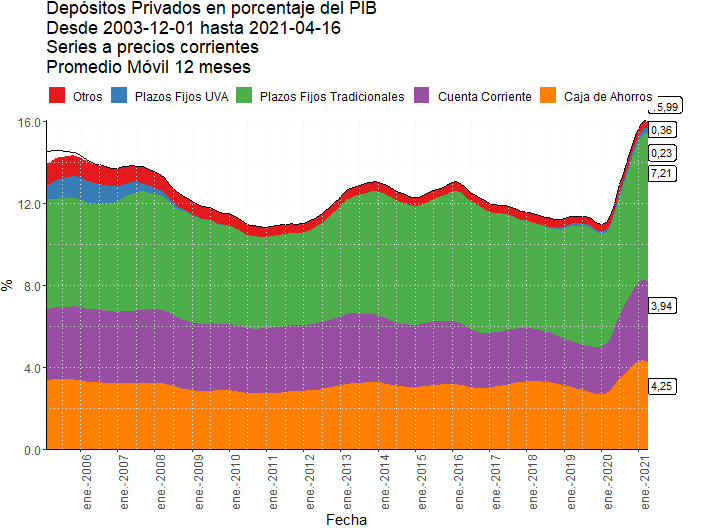 Depósitos Privados en porcentaje del PIB
Desde 2003-12-01 hasta 2021-04-16
Series a precios corrientes
Promedio Móvil 12 meses
Otros Plazos Fijos UVA Plazos Fijos Tradicionales Cuenta Corriente Caja de Ahorros
5,99
16.0
0,36
0,23
7,21
12.0
8.0
3,94
4.0
4,25
0.0
%
ene.-2006 ene.-2007 ene.-2008 ene.-2009 ene.-2010 ene.-2011 ene.-2012 ene.-2013 ene.-2014 ene.-2015 ene.-2016 ene.-2017 ene.-2018 ene.-2019 ene.-2020 ene.-2021
Fecha